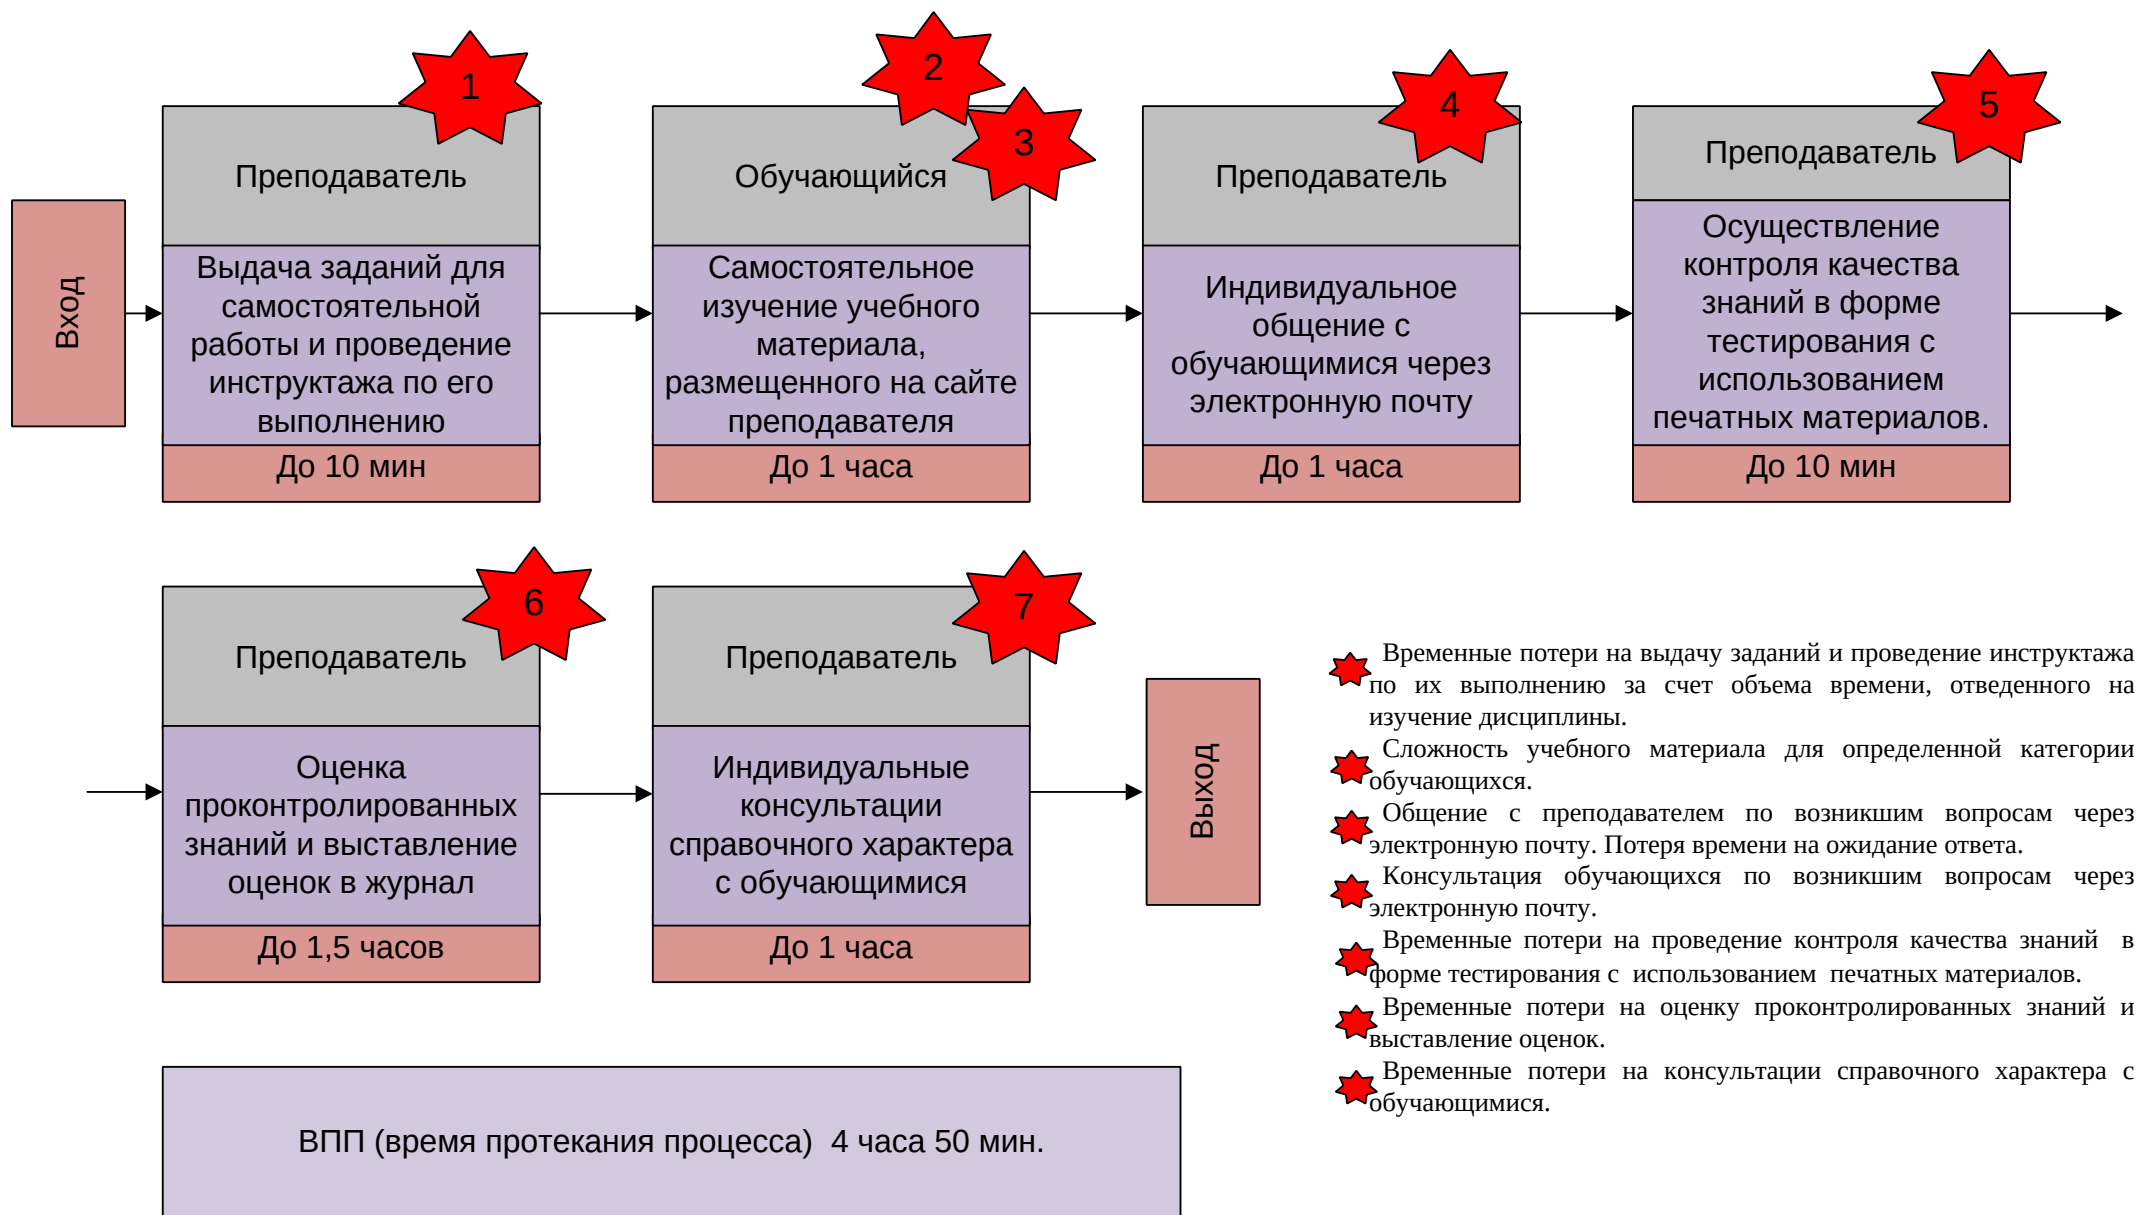 Вход
1
Преподаватель
Выдача заданий для
самостоятельной
работы и проведение
инструктажа по его
выполнению
До 10 мин
2
3
Обучающийся
Самостоятельное
изучение учебного
материала,
размещенного на сайте
преподавателя
До 1 часа
4
Преподаватель
Индивидуальное
общение с
обучающимися через
электронную почту
До 1 часа
5
Преподаватель
Осуществление
контроля качества
знаний в форме
тестирования с
использованием
печатных материалов.
До 10 мин
6
Преподаватель
Оценка
проконтролированных
знаний и выставление
оценок в журнал
До 1,5 часов
7
Преподаватель
Индивидуальные
консультации
справочного характера
с обучающимися
До 1 часа
Выход
Временные потери на выдачу заданий и проведение инструктажа
по их выполнению за счет объема времени, отведенного на
изучение дисциплины.
Сложность учебного материала для определенной категории
обучающихся.
Общение с преподавателем по возникшим вопросам через
электронную почту. Потеря времени на ожидание ответа.
Консультация обучающихся по возникшим вопросам через
электронную почту.
Временные потери на проведение контроля качества знаний в
форме тестирования с использованием печатных материалов.
Временные потери на оценку проконтролированных знаний и
выставление оценок.
Временные потери на консультации справочного характера с
обучающимися.
ВПП (время протекания процесса) 4 часа 50 мин.